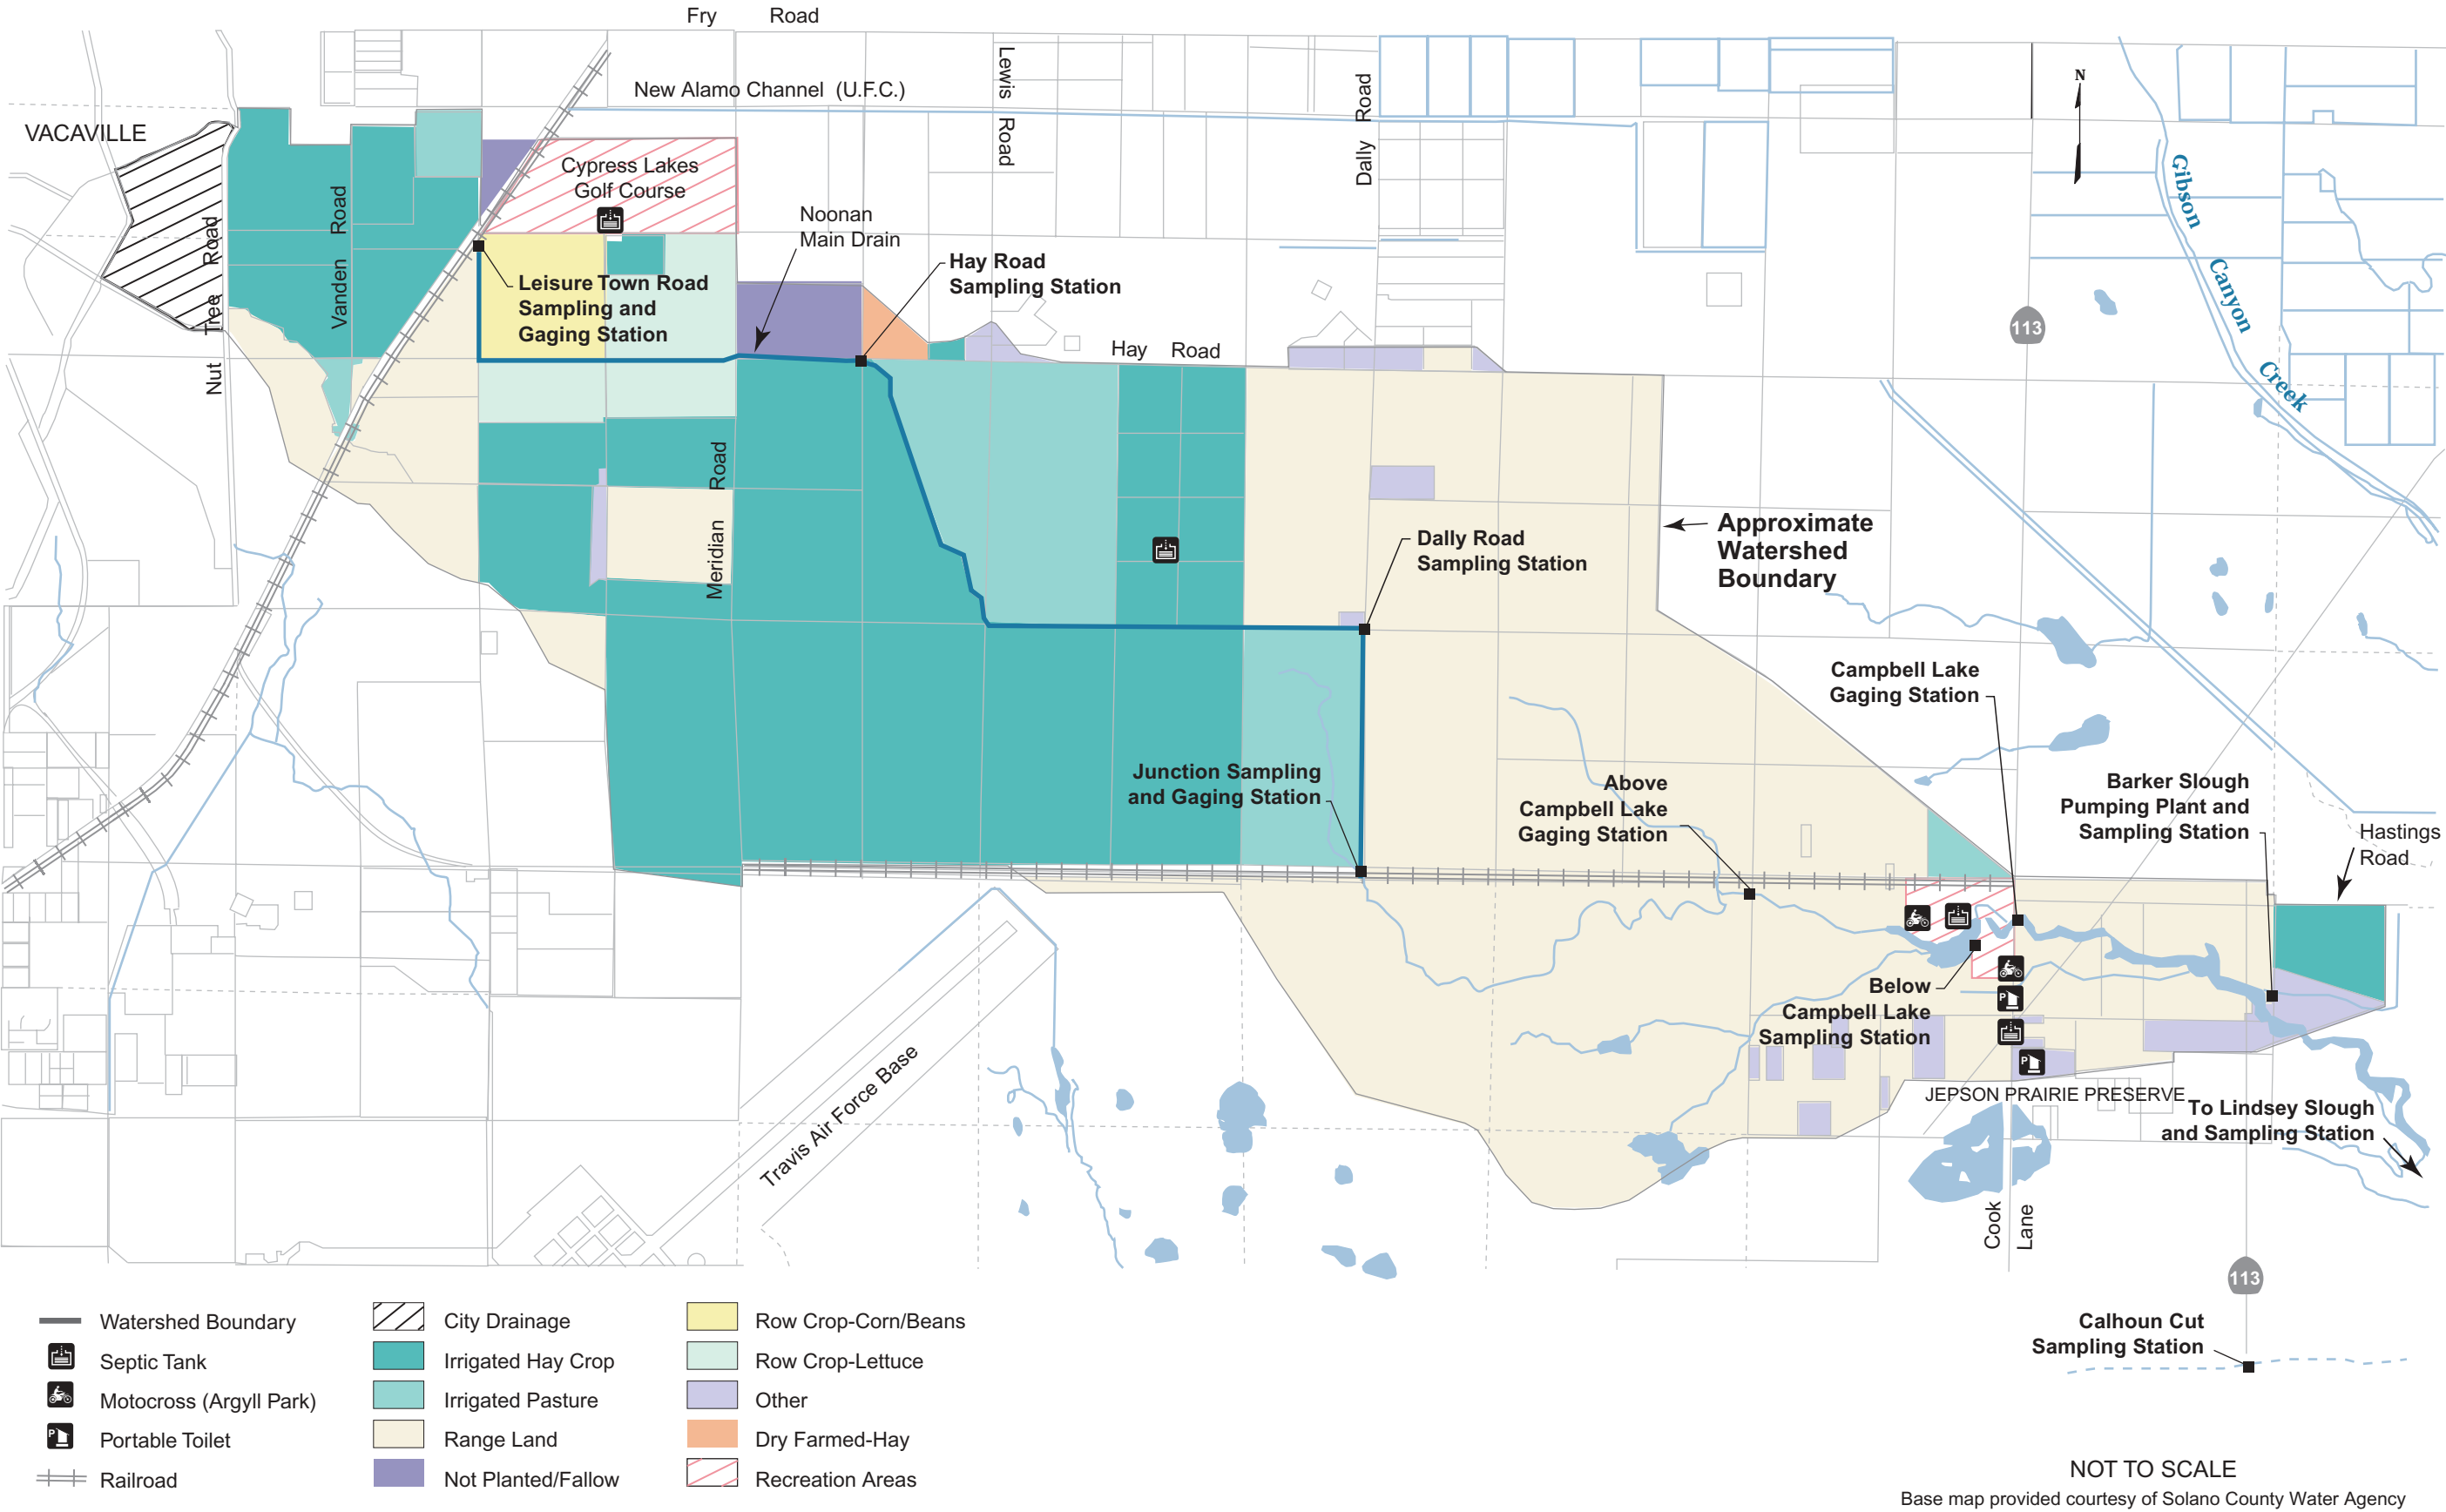 Fry Road
New Alamo Channel (U.F.C.)
Lewis Road
Dally Road
VACAVILLE
N
Cypress Lakes
Golf Course
Gibson
Canyon
Creek
Noonan
Main Drain
Hay Road
Sampling Station
Nut Tree Road
Vanden Road
Leisure Town Road
Sampling and
Gaging Station
113
Hay Road
Meridian Road
Approximate
Watershed
Boundary
Dally Road
Sampling Station
Campbell Lake
Gaging Station
Junction Sampling
and Gaging Station
Above
Campbell Lake
Gaging Station
Barker Slough
Pumping Plant and
Sampling Station
Hastings
Road
Below
Campbell Lake
Sampling Station
P
P
Travis Air Force Base
JEPSON PRAIRIE PRESERVE
To Lindsey Slough
and Sampling Station
Cook Lane
113
Calhoun Cut
Sampling Station
Watershed Boundary
Septic Tank
Motocross (Argyll Park)
P
Portable Toilet
Railroad
City Drainage
Irrigated Hay Crop
Irrigated Pasture
Range Land
Not Planted/Fallow
Row Crop-Corn/Beans
Row Crop-Lettuce
Other
Dry Farmed-Hay
Recreation Areas
NOT TO SCALE
Base map provided courtesy of Solano County Water Agency